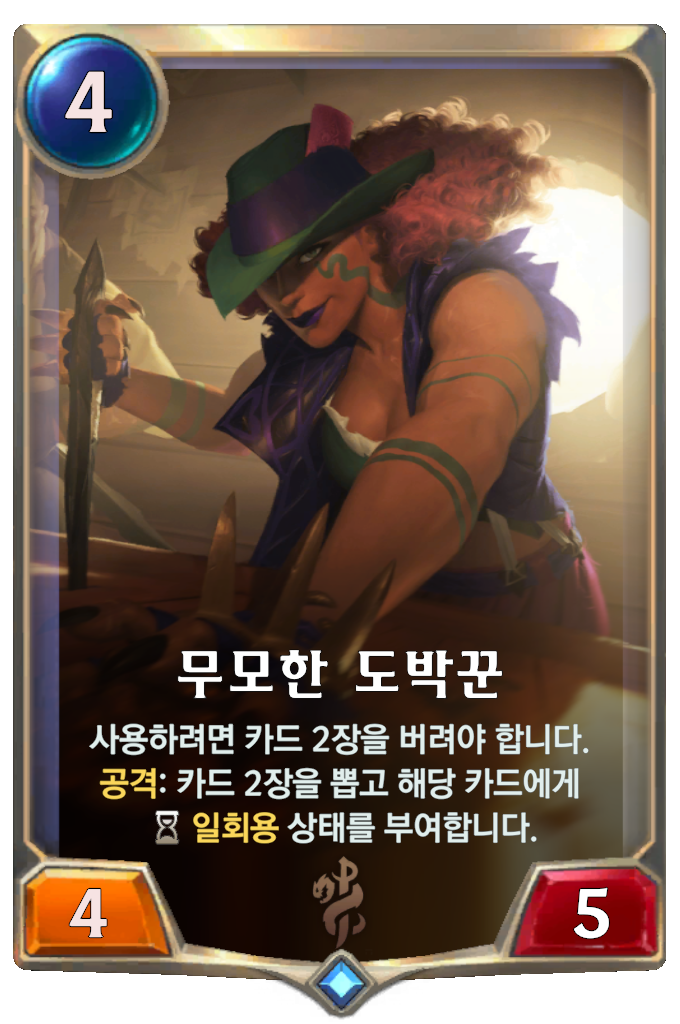 4
무모한 도박꾼
사용하려면 카드 2장을 버려야 합니다.
공격: 카드 2장을 뽑고 해당 카드에게
일회용 상태를 부여합니다.
4
5